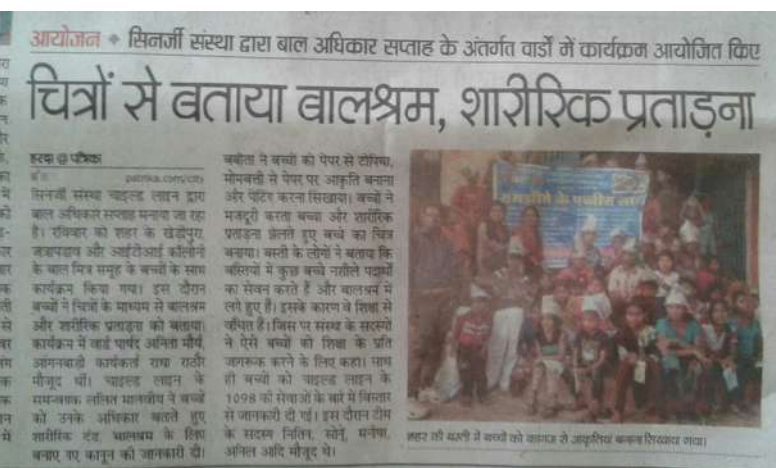 आयोजन ◆ सिनर्जी संस्था द्वारा बाल अधिकार सप्ताह के अंतर्गत वार्डों में कार्यक्रम आयोजित किए
चित्रों से बताया बालश्रम, शारीरिक प्रताड़ना
हरदा @ पत्रिका
patrika.com/city
सिनर्जी संस्था चाइल्ड लाइन द्वारा
बाल अधिकार सप्ताह मनाया जा रहा
है। रविवार को शहर के खेड़ीपुरा,
और आईटीआई कॉलोनी
के बाल मित्र समूह के बच्चों के साथ
कार्यक्रम किया गया। इस दौरान
बच्चों ने चित्रों के माध्यम से बालश्रम
और शारीरिक प्रताड़ना को बताया।
कार्यक्रम में वार्ड पार्षद अनिता मौर्य,
आंगनबाड़ी कार्यकर्ता राधा राठौर
मौजूद थीं। चाइल्ड लाइन के
समन्वयक ललित मालवीय ने बच्चों
को उनके अधिकार बताते हुए
शारीरिक दंड, बालश्रम के लिए
बनाए गए कानून की जानकारी दी।
बबीता ने बच्चों को पेपर से टोपिया,
मोमबत्ती से पेपर पर आकृति बनाना
और पेंटिंग करना सिखाया। बच्चों ने
मजदूरी करता बच्चा और शारीरिक
प्रताड़ना झेलते हुए बच्चे का चित्र
बनाया। बस्ती के लोगों ने बताया कि
बस्तियों में कुछ बच्चे नशीले पदार्थों
का सेवन करते हैं और बालश्रम में
लगे हुए है। इसके कारण वे शिक्षा से
वंचित हैं। जिस पर संस्था के सदस्यों
ने ऐसे बच्चों को शिक्षा के प्रति
जागरूक करने के लिए कहा। साथ
ही बच्चों को चाइल्ड लाइन के
1098 की सेवाओं के बारे में विस्तार
से जानकारी दी गई। इस दौरान टीम
के सदस्य नितिन, सोनू, मनीषा,
अनिल आदि मौजूद थे।
शहर की बस्ती में बच्चों को कागज से आकृतियां बनाना सिखाया गया।